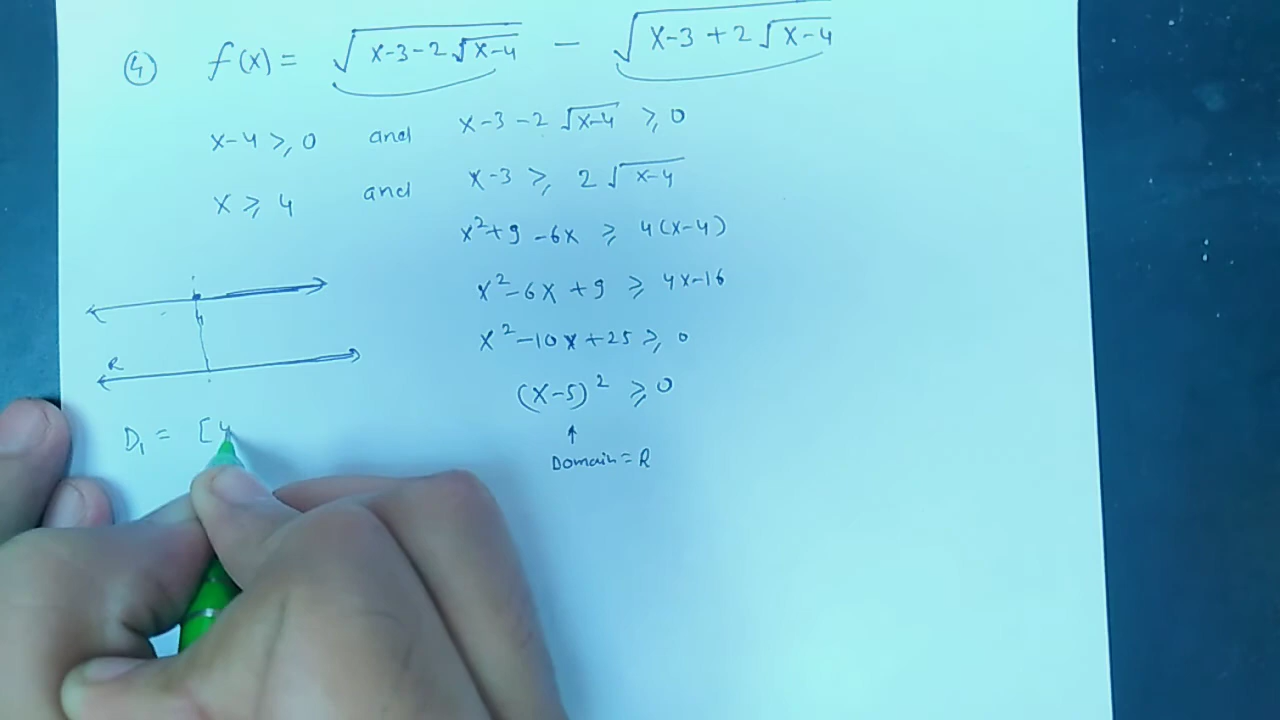 ④ f(x) = √(x-3-2√(x-4)) - √(x-3+2√(x-4))
x-4 ⩾ 0 and x-3-2√(x-4) ⩾ 0
x ⩾ 4 and x-3 ⩾ 2√(x-4)
x²+9-6x ⩾ 4(x-4)
x²-6x+9 ⩾ 4x-16
4
x²-10x+25 ⩾ 0
R
(x-5)² ⩾ 0
↑
D₁ = [4
Domain = R